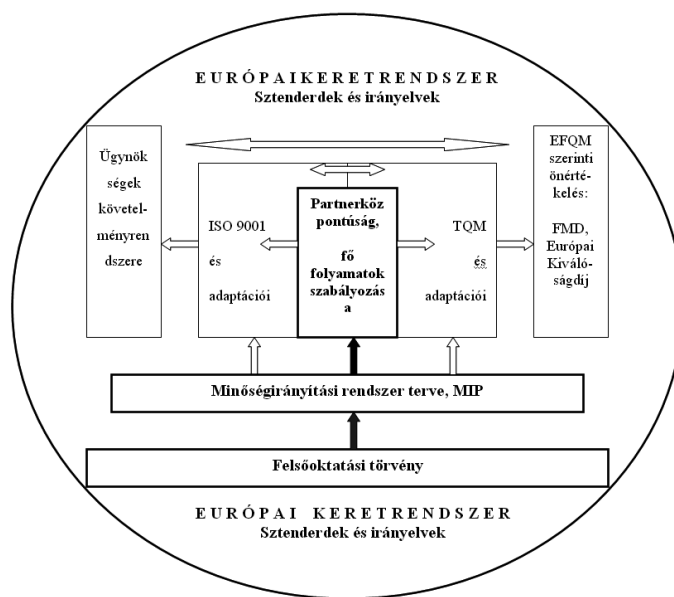 E U R Ó P A I K E R E T R E N D S Z E R
Sztenderdek és irányelvek
Ügynök
ségek
követel-
ményren
dszere
ISO 9001
és
adaptációi
Partnerköz
pontúság,
fő
folyamatok
szabályozás
a
TQM
és
adaptációi
EFQM
szerinti
önérté-
kelés:
FMD,
Európai
Kiváló-
ságdíj
Minőségirányítási rendszer terve, MIP
Felsőoktatási törvény
E U R Ó P A I K E R E T R E N D S Z E R
Sztenderdek és irányelvek